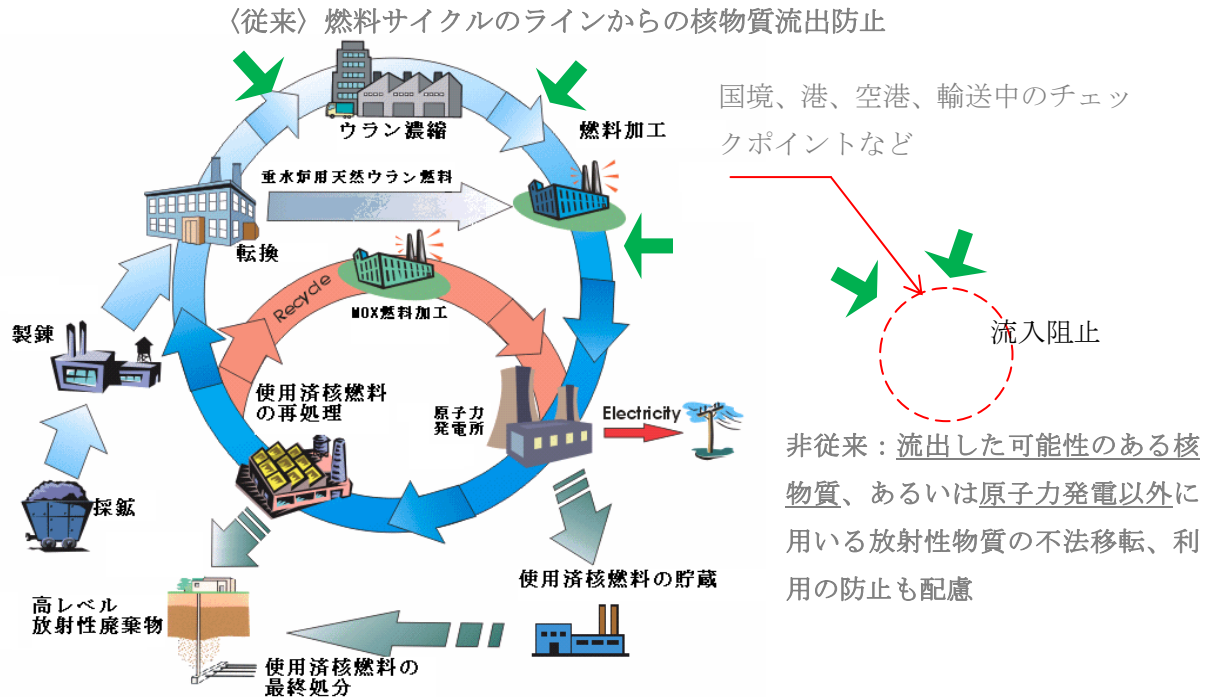 〈従来〉燃料サイクルのラインからの核物質流出防止
国境、港、空港、輸送中のチェッ
クポイントなど
ウラン濃縮
燃料加工
重水炉用天然ウラン燃料
転換
Recycle
MOX燃料加工
製錬
流入阻止
使用済核燃料
の再処理
原子力
発電所
Electricity
非従来：流出した可能性のある核
物質、あるいは原子力発電以外に
用いる放射性物質の不法移転、利
用の防止も配慮
採鉱
使用済核燃料の貯蔵
高レベル
放射性廃棄物
使用済核燃料の
最終処分